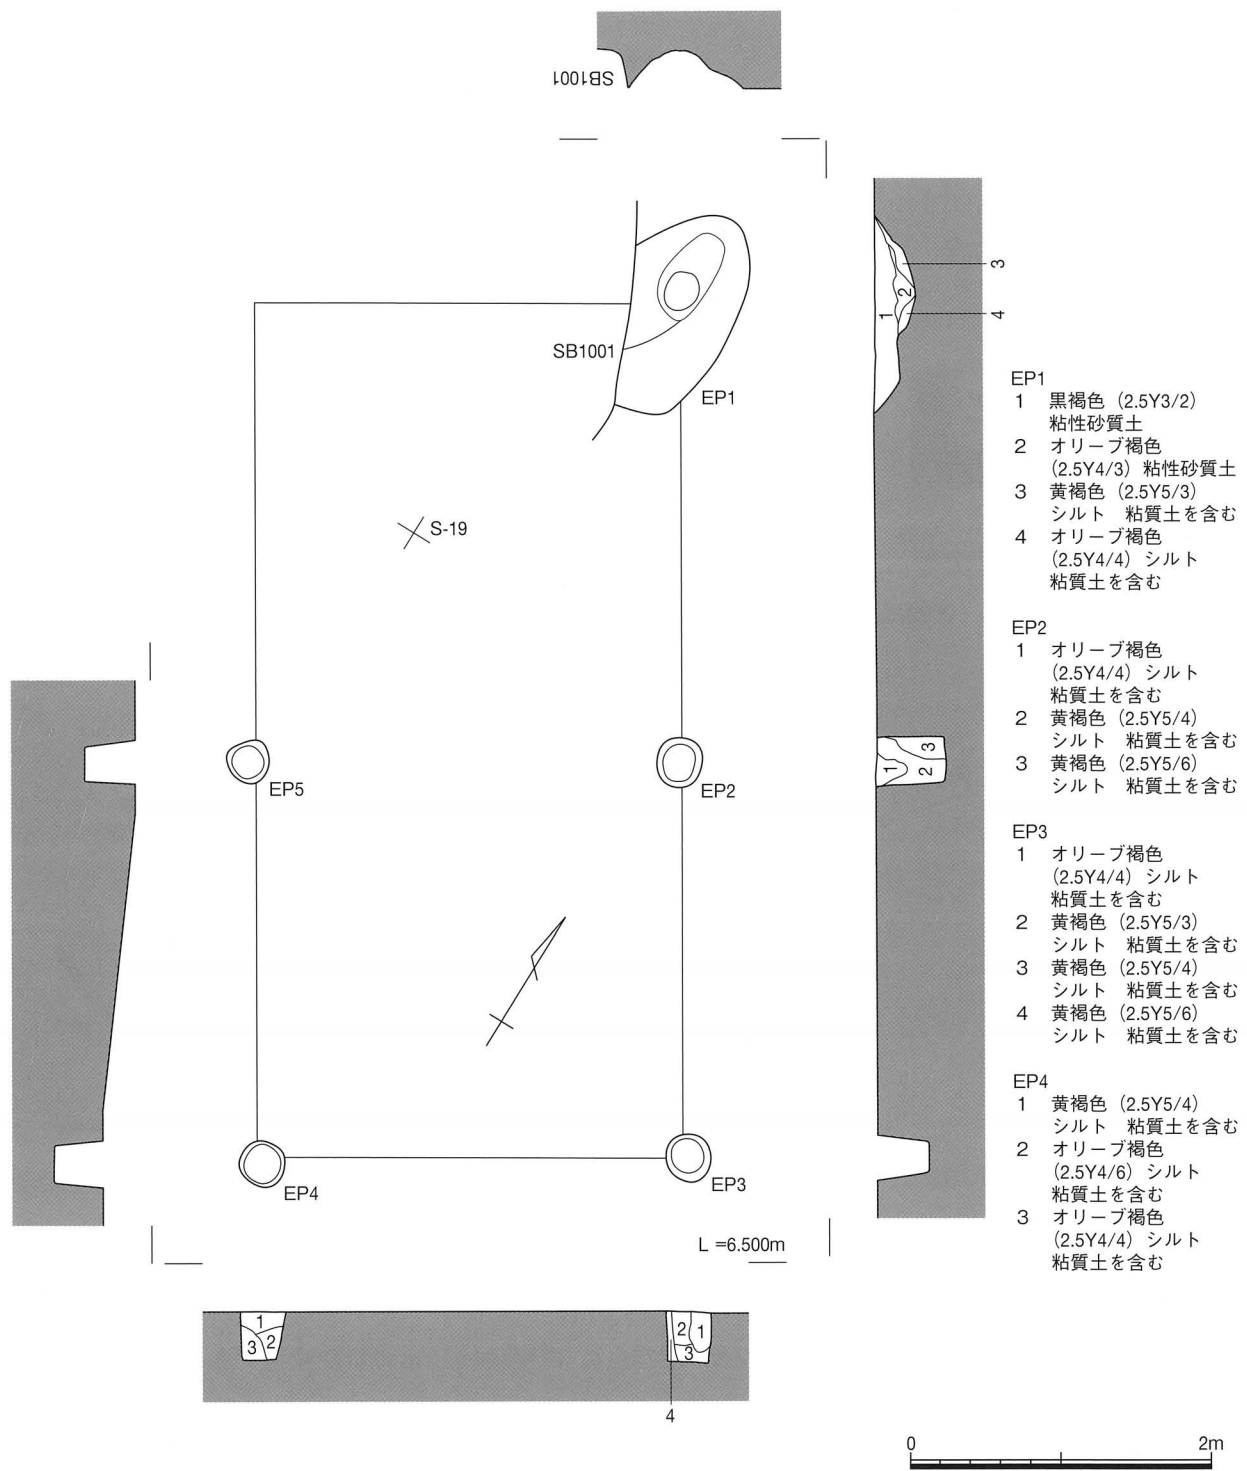 SB1001
SB1001
EP1
S-19
EP5
EP2
EP4
EP3
L =6.500m
3
2
1
4
3
1
2
1
3
2
2
1
3
4
EP1
1 黒褐色（2.5Y3/2）
粘性砂質土
2 オリーブ褐色
(2.5Y4/3）粘性砂質土
3 黄褐色（2.5Y5/3）
シルト 粘質土を含む
4 オリーブ褐色
(2.5Y4/4）シルト
粘質土を含む
EP2
1 オリーブ褐色
(2.5Y4/4）シルト
粘質土を含む
2 黄褐色（2.5Y5/4）
シルト 粘質土を含む
3 黄褐色（2.5Y5/6）
シルト 粘質土を含む
EP3
1 オリーブ褐色
(2.5Y4/4）シルト
粘質土を含む
2 黄褐色（2.5Y5/3）
シルト 粘質土を含む
3 黄褐色（2.5Y5/4）
シルト 粘質土を含む
4 黄褐色（2.5Y5/6）
シルト 粘質土を含む
EP4
1 黄褐色（2.5Y5/4）
シルト 粘質土を含む
2 オリーブ褐色
(2.5Y4/6）シルト
粘質土を含む
3 オリーブ褐色
(2.5Y4/4）シルト
粘質土を含む
0 2m